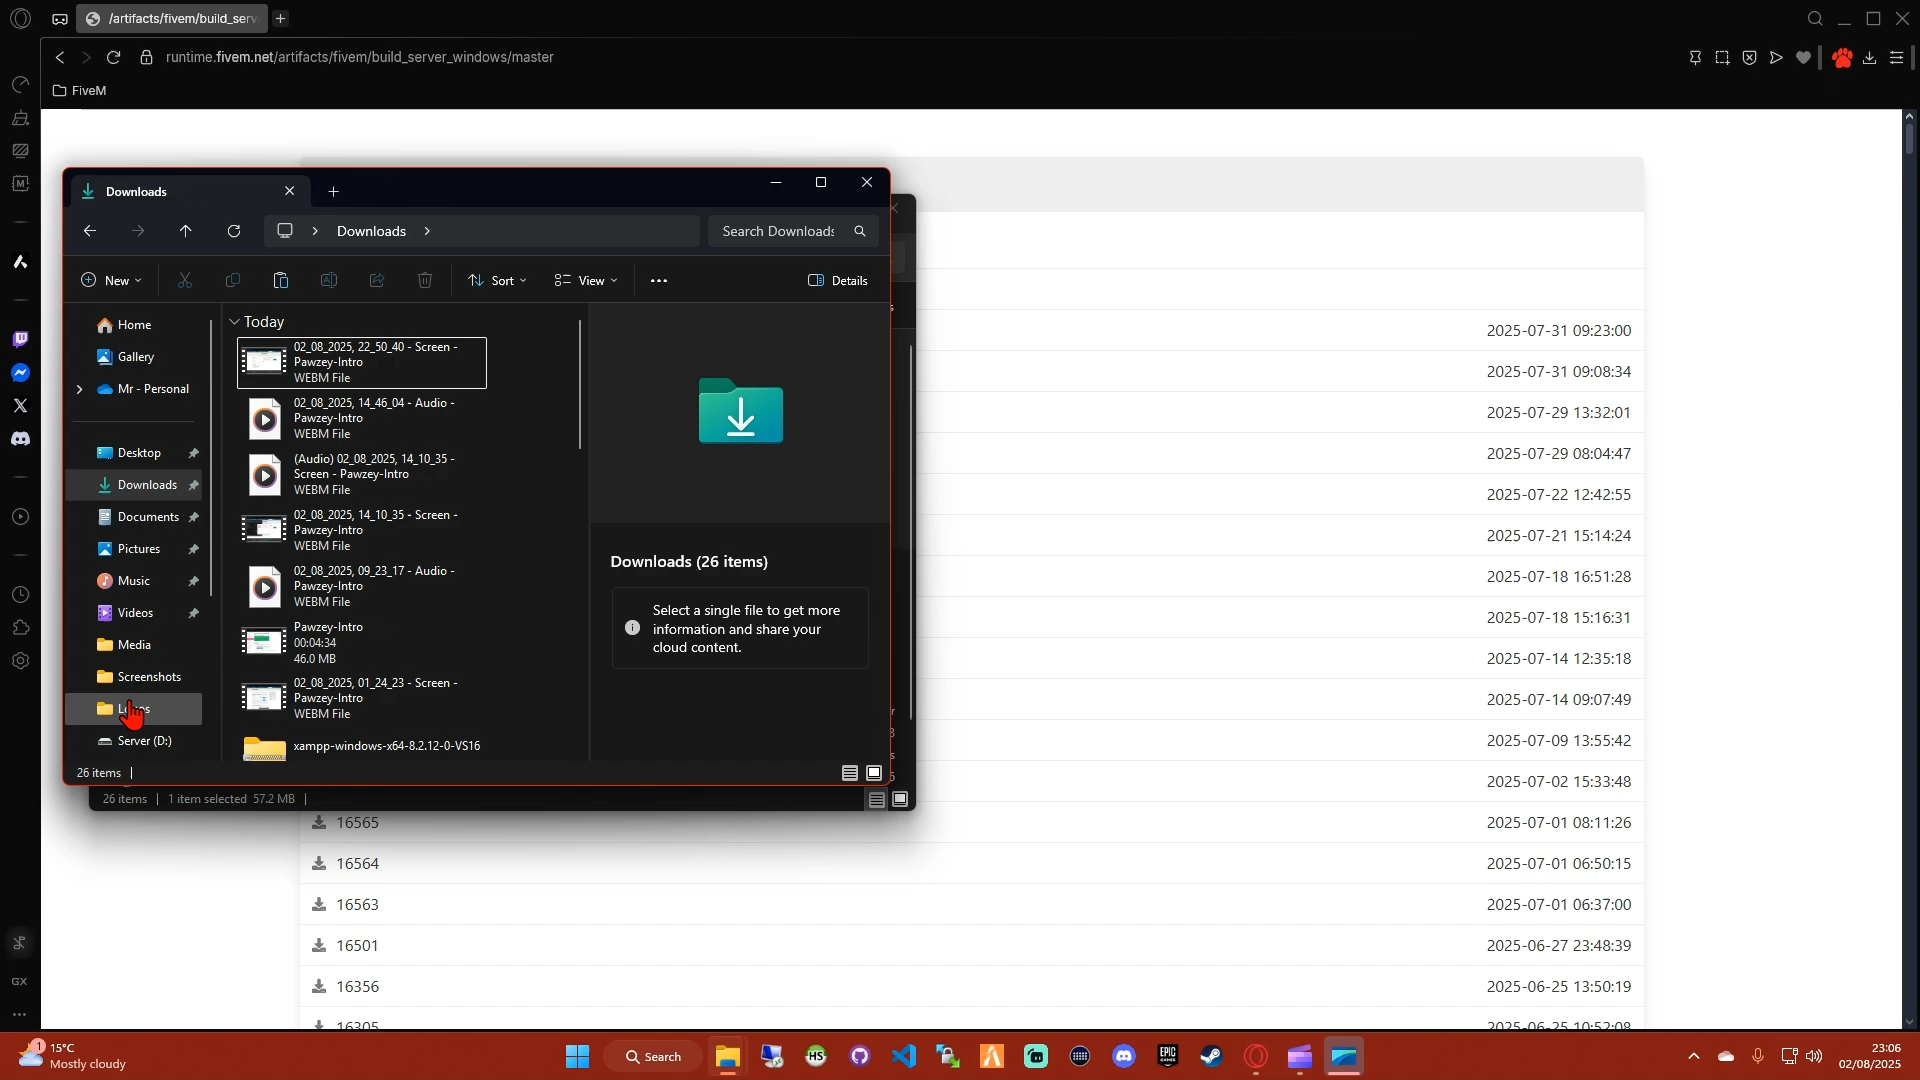 /artifacts/fivem/build_serv
runtime.fivem.net/artifacts/fivem/build_server_windows/master
FiveM
Downloads
Downloads
Search Downloads
New
Sort
View
Details
Home
Gallery
Mr - Personal
Desktop
Downloads
Documents
Pictures
Music
Videos
Media
Screenshots
Server (D:)
Today
02_08_2025, 22_50_40 - Screen -
Pawzey-Intro
WEBM File
02_08_2025, 14_46_04 - Audio -
Pawzey-Intro
WEBM File
(Audio) 02_08_2025, 14_10_35 -
Screen - Pawzey-Intro
WEBM File
02_08_2025, 14_10_35 - Screen -
Pawzey-Intro
WEBM File
02_08_2025, 09_23_17 - Audio -
Pawzey-Intro
WEBM File
Pawzey-Intro
00:04:34
46.0 MB
02_08_2025, 01_24_23 - Screen -
Pawzey-Intro
WEBM File
xampp-windows-x64-8.2.12-0-VS16
Downloads (26 items)
Select a single file to get more
information and share your
cloud content.
26 items
26 items
1 item selected 57.2 MB
2025-07-31 09:23:00
2025-07-31 09:08:34
2025-07-29 13:32:01
2025-07-29 08:04:47
2025-07-22 12:42:55
2025-07-21 15:14:24
2025-07-18 16:51:28
2025-07-18 15:16:31
2025-07-14 12:35:18
2025-07-14 09:07:49
2025-07-09 13:55:42
2025-07-02 15:33:48
16565 2025-07-01 08:11:26
16564 2025-07-01 06:50:15
16563 2025-07-01 06:37:00
16501 2025-06-27 23:48:39
16356 2025-06-25 13:50:19
16305 2025-06-25 10:52:08
GX
1
15°C
Mostly cloudy
Search
HS
EPIC
GAMES
23:06
02/08/2025